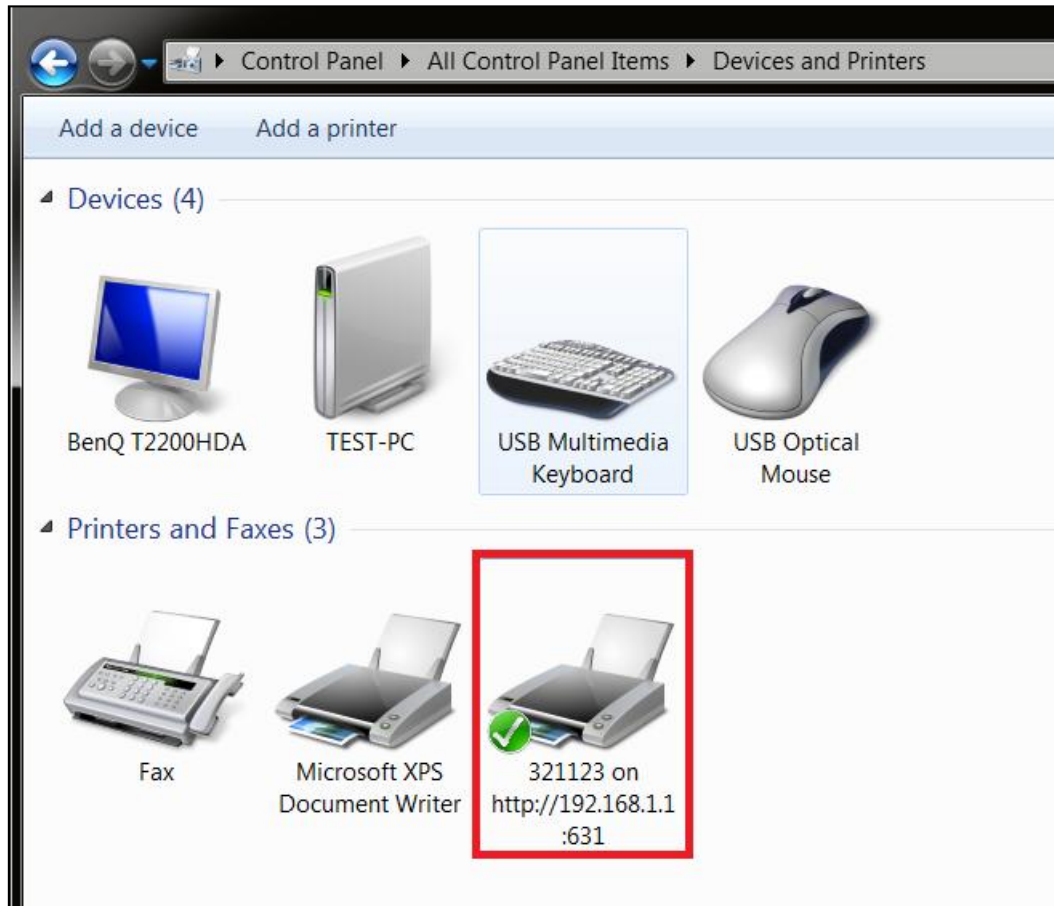 Control Panel ▸ All Control Panel Items ▸ Devices and Printers
Add a device Add a printer
Devices (4)
BenQ T2200HDA
TEST-PC
USB Multimedia
Keyboard
USB Optical
Mouse
Printers and Faxes (3)
Fax
Microsoft XPS
Document Writer
321123 on
http://192.168.1.1
:631